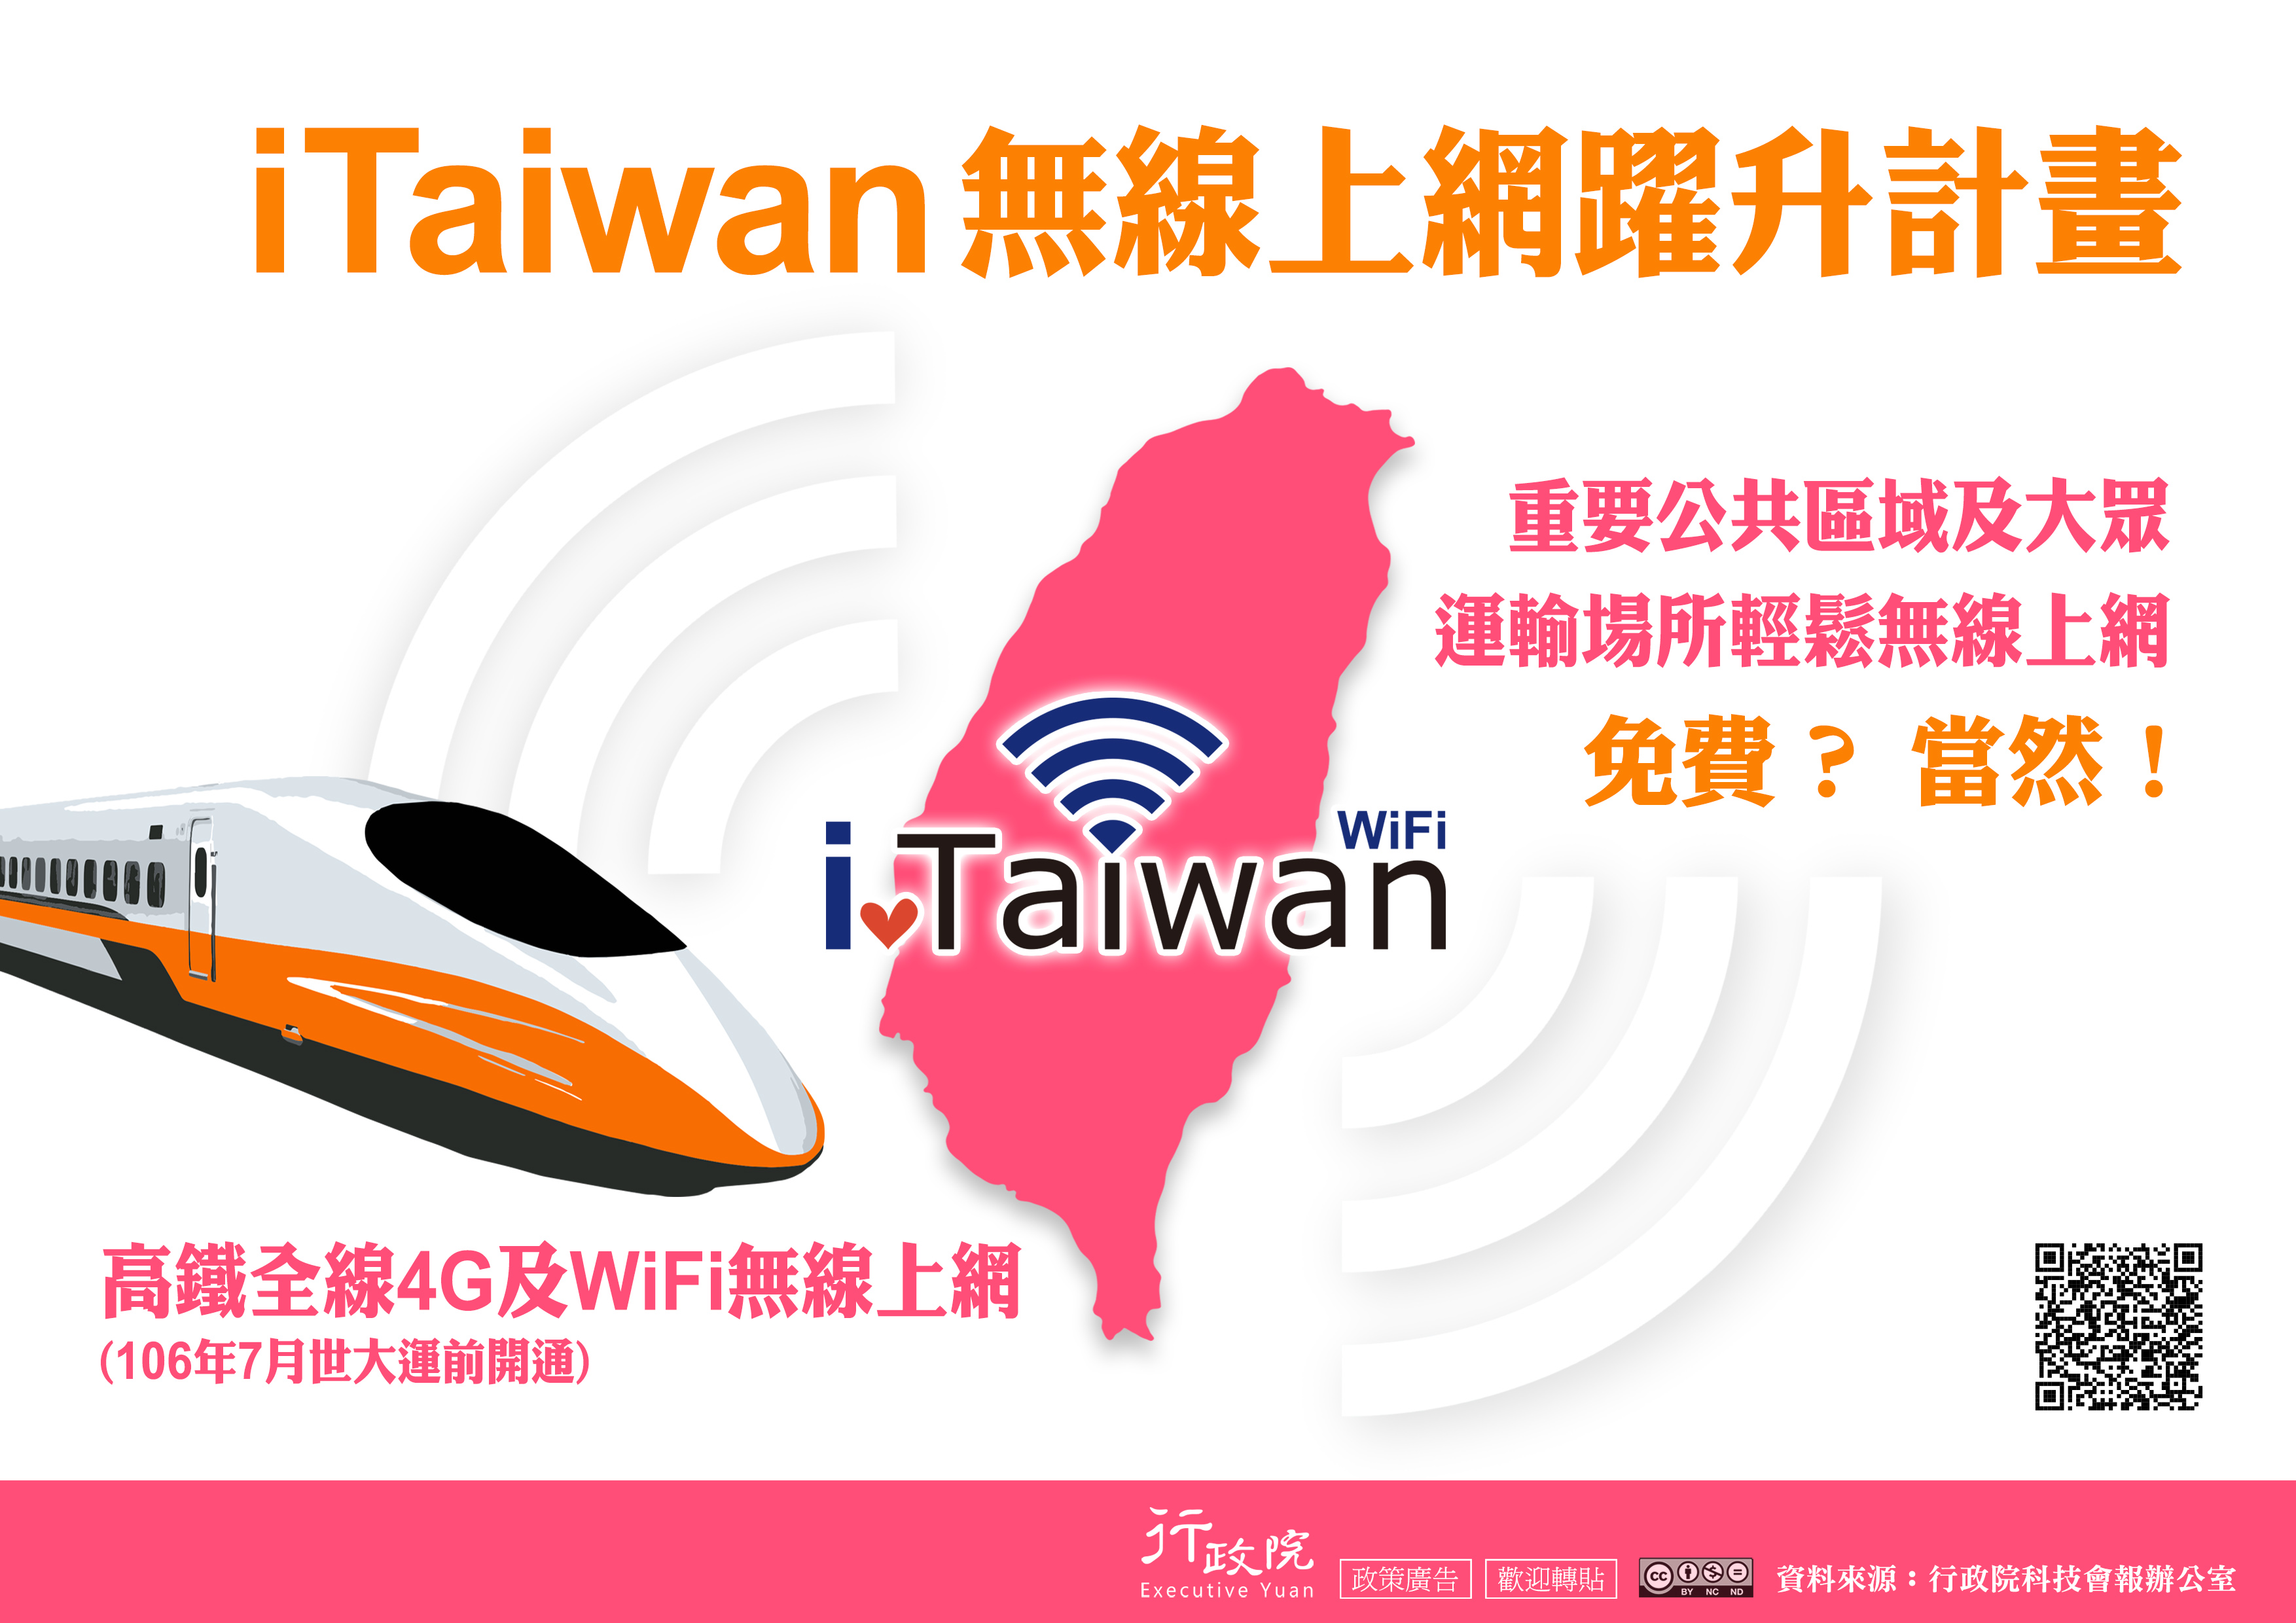 iTaiwan無線上網躍升計畫
重要公共區域及大眾
運輸場所輕鬆無線上網
免費？ 當然！
WiFi
iTaiwan
高鐵全線4G及WiFi無線上網
(106年7月世大運前開通)
行政院
Executive Yuan
政策廣告
歡迎轉貼
cc BY NC ND
資料來源：行政院科技會報辦公室